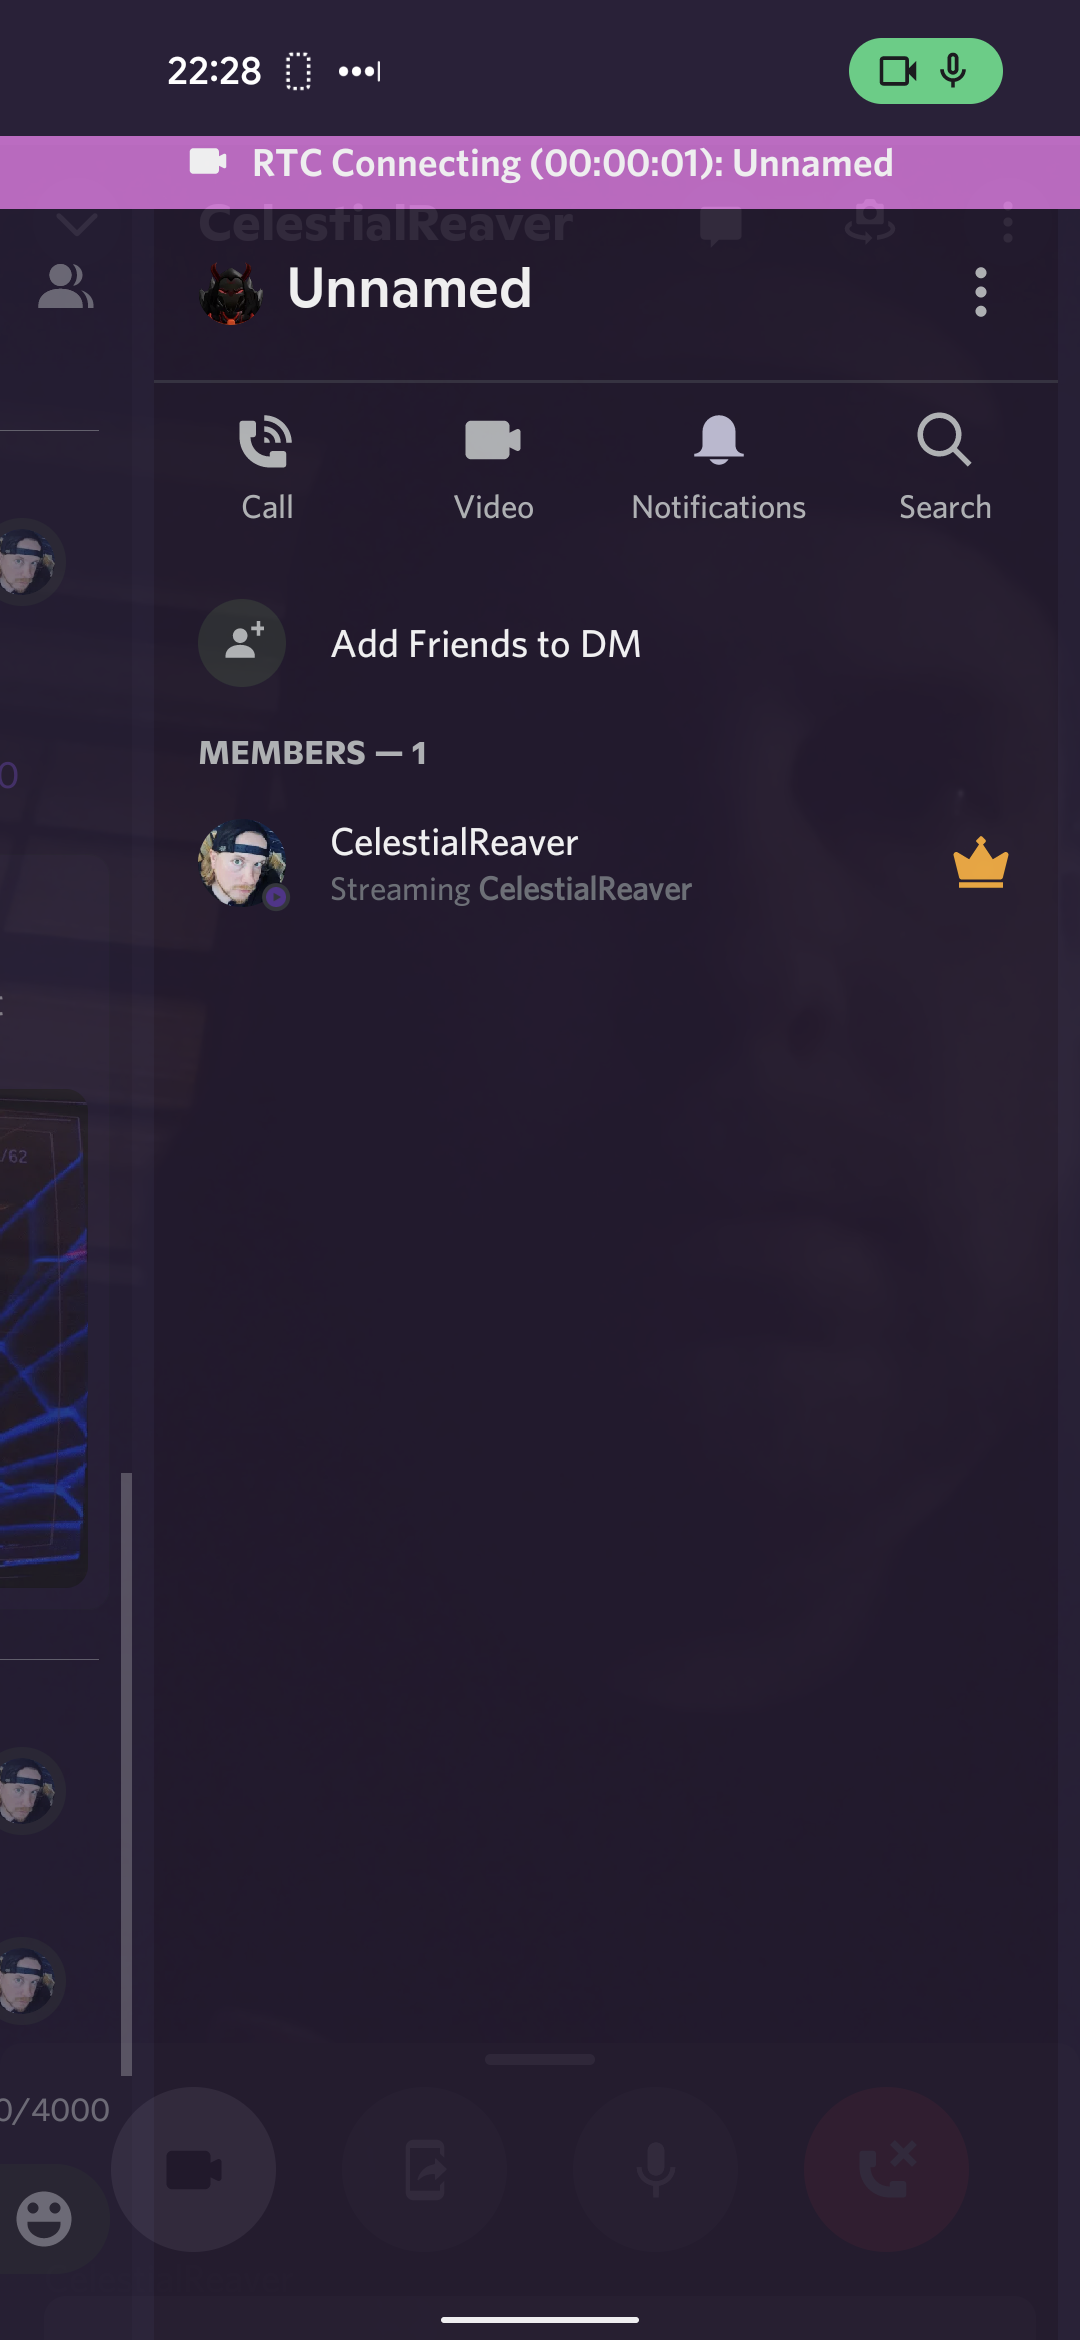 22:28
RTC Connecting (00:00:01): Unnamed
CelestialReaver
Unnamed
Call
Video
Notifications
Search
Add Friends to DM
MEMBERS — 1
CelestialReaver
Streaming CelestialReaver
/62
0/4000